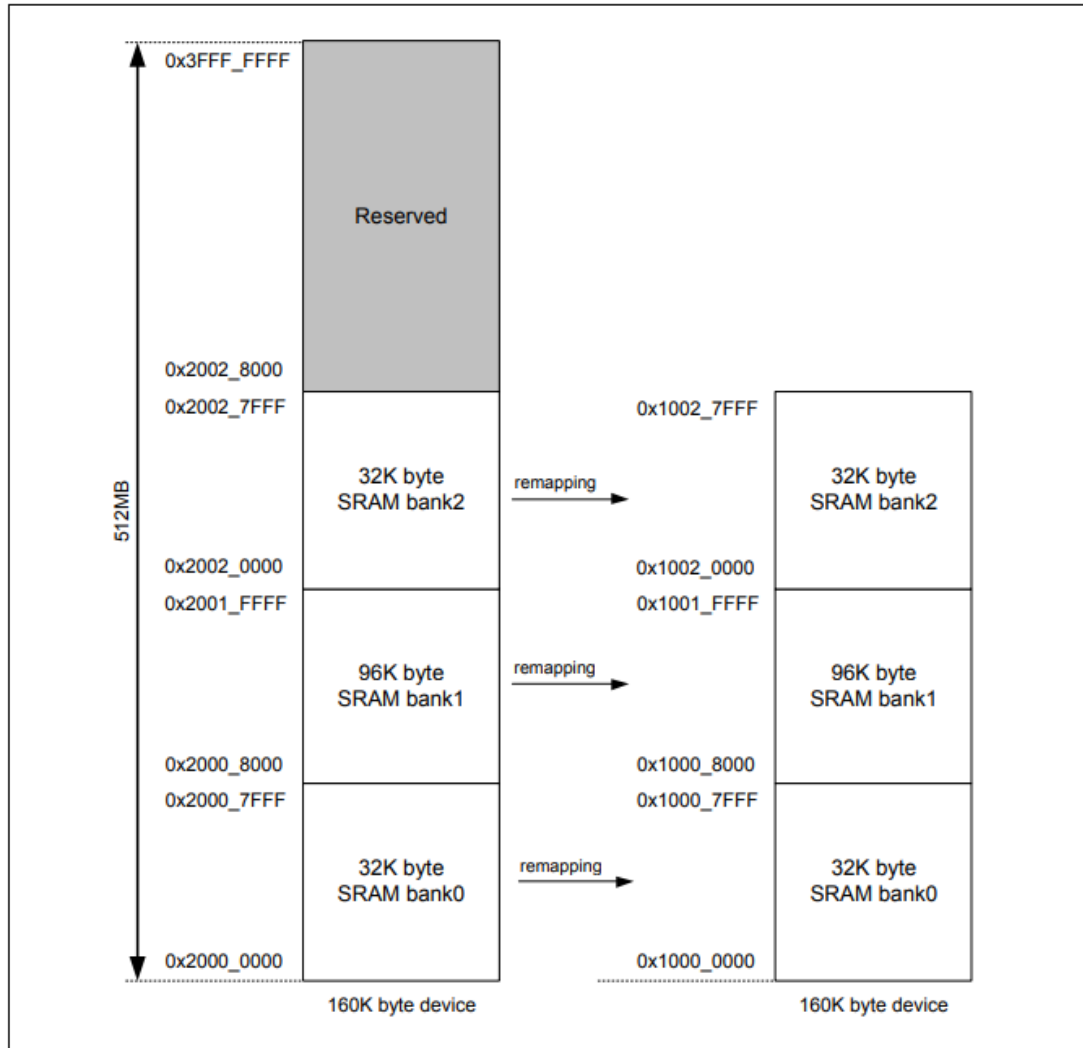 0x3FFF_FFFF
Reserved
0x2002_8000
0x2002_7FFF
32K byte
SRAM bank2
0x2002_0000
0x2001_FFFF
96K byte
SRAM bank1
0x2000_8000
0x2000_7FFF
32K byte
SRAM bank0
0x2000_0000
512MB
160K byte device
remapping
remapping
remapping
0x1002_7FFF
32K byte
SRAM bank2
0x1002_0000
0x1001_FFFF
96K byte
SRAM bank1
0x1000_8000
0x1000_7FFF
32K byte
SRAM bank0
0x1000_0000
160K byte device